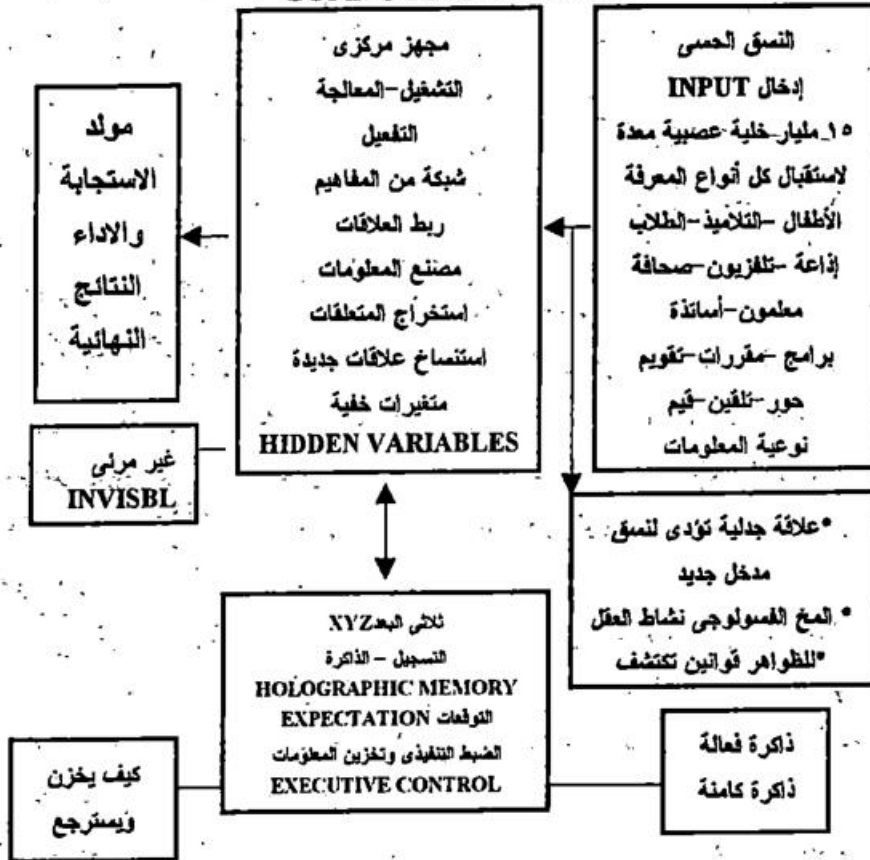 النسق الحسى
إدخال INPUT
١٥ مليار خلية عصبية معدة
لاستقبال كل أنواع المعرفة
الأطفال -التلاميذ-الطلاب
إذاعة -تلفزيون-صحافة
معلمون-أساتذة
برامج -مقررات-تقويم
حور-تلقين-قيم
نوعية المعلومات
مجهز مركزى
التشغيل-المعالجة
التفعيل
شبكة من المفاهيم
ربط العلاقات
مصنع المعلومات
استخراج المتعلقات
استنساخ علاقات جديدة
متغيرات خفية
HIDDEN VARIABLES
مولد
الاستجابة
والاداء
النتائج
النهائية
غير مرئى
INVISBL
•علاقة جدلية تؤدى لنسق
مدخل جديد
• المخ الفسولوجى نشاط العقل
•للظواهر قوانين تكتشف
ثلاثى البعدXYZ
التسجيل – الذاكرة
HOLOGRAPHIC MEMORY
التوقعات EXPECTATION
الضبط التنفيذى وتخزين المعلومات
EXECUTIVE CONTROL
ذاكرة فعالة
ذاكرة كامنة
كيف يخزن
ويسترجع